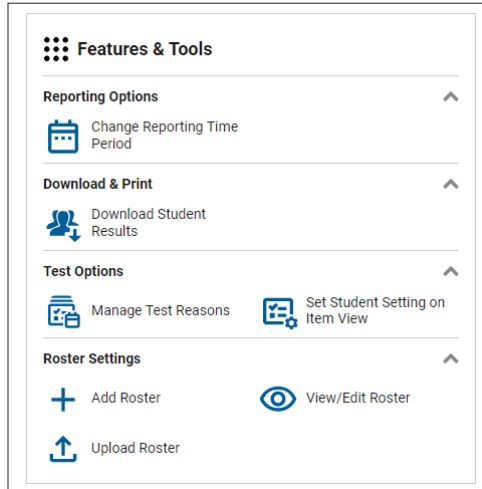 Features & Tools
Reporting Options
Change Reporting Time
Period
Download & Print
Download Student
Results
Test Options
Manage Test Reasons
Set Student Setting on
Item View
Roster Settings
Add Roster
View/Edit Roster
Upload Roster